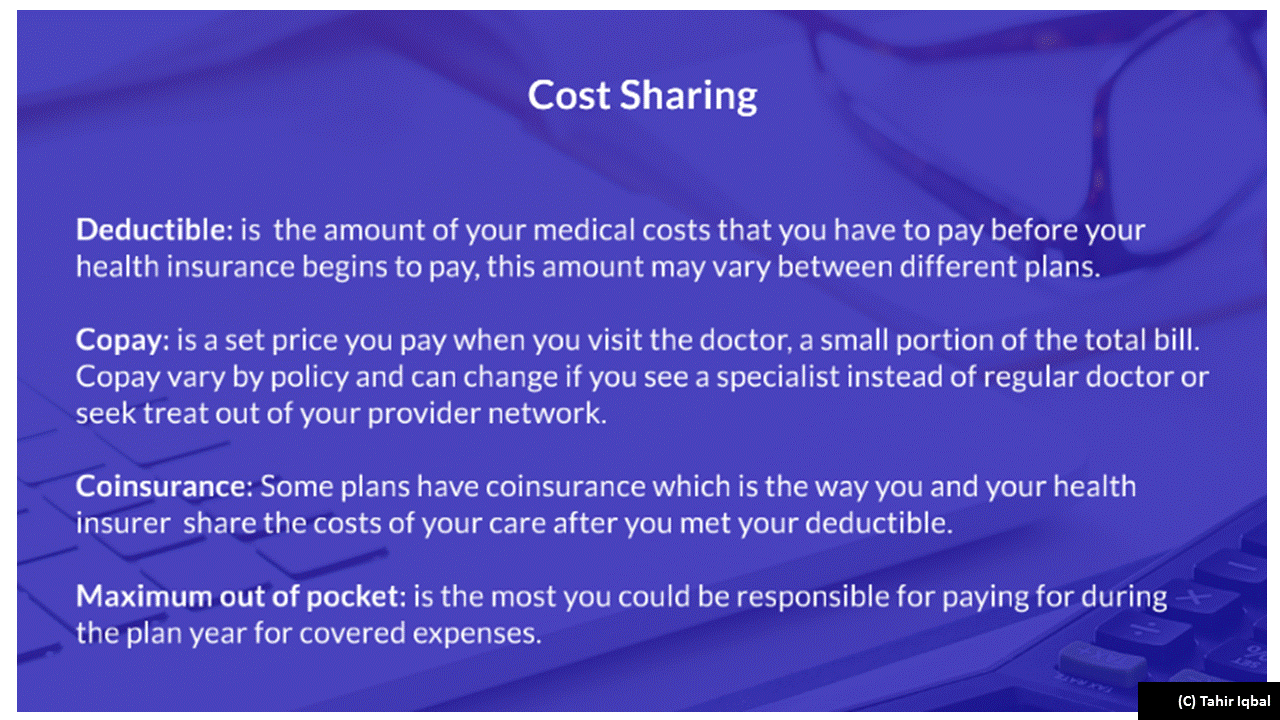 Cost Sharing
Deductible: is  the amount of your medical costs that you have to pay before your
health insurance begins to pay, this amount may vary between different plans.
Copay: is a set price you pay when you visit the doctor, a small portion of the total bill.
Copay vary by policy and can change if you see a specialist instead of regular doctor or
seek treat out of your provider network.
Coinsurance: Some plans have coinsurance which is the way you and your health
insurer  share the costs of your care after you met your deductible.
Maximum out of pocket: is the most you could be responsible for paying for during
the plan year for covered expenses.
%
SET
TAX RATE
(C) Tahir Iqbal